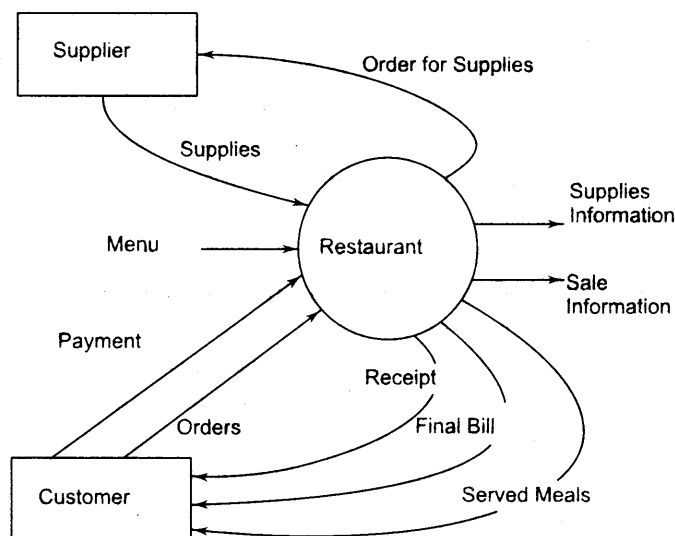 Supplier
Order for Supplies
Supplies
Supplies
Information
Menu
Restaurant
Sale
Information
Payment
Receipt
Orders
Final Bill
Customer
Served Meals